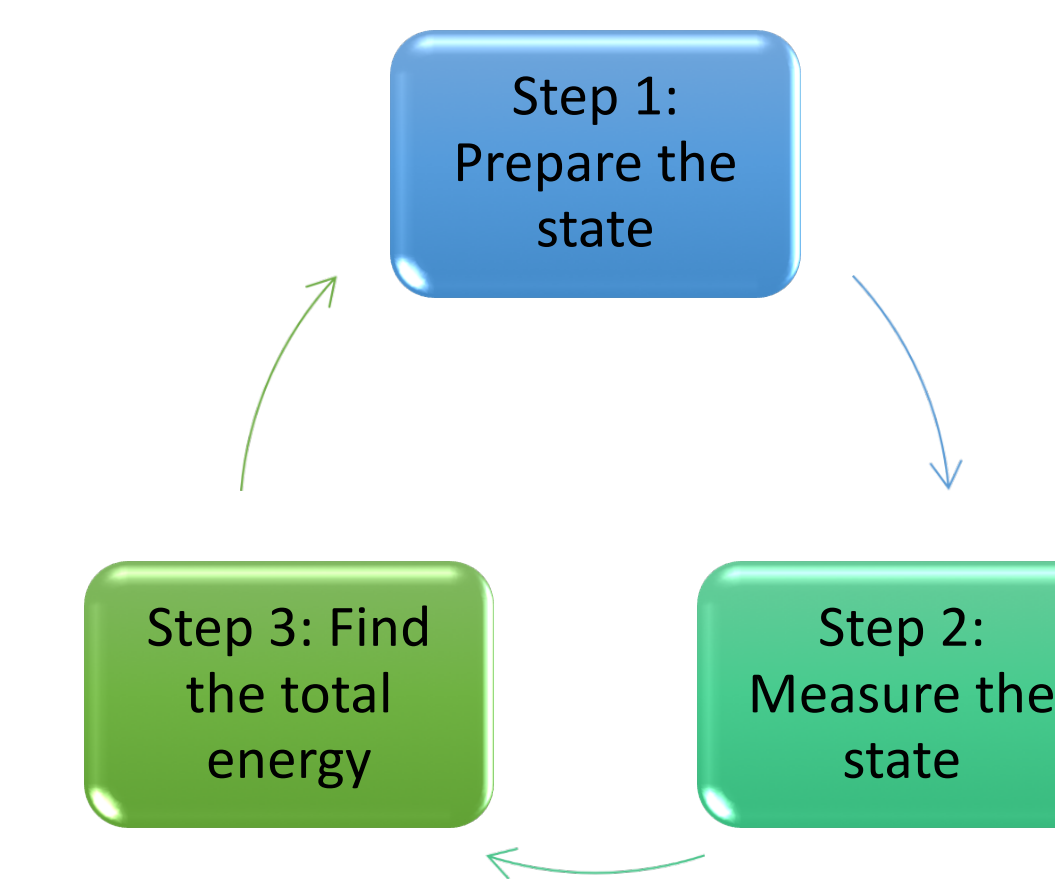 Step 1:
Prepare the
state
Step 3: Find
the total
energy
Step 2:
Measure the
state